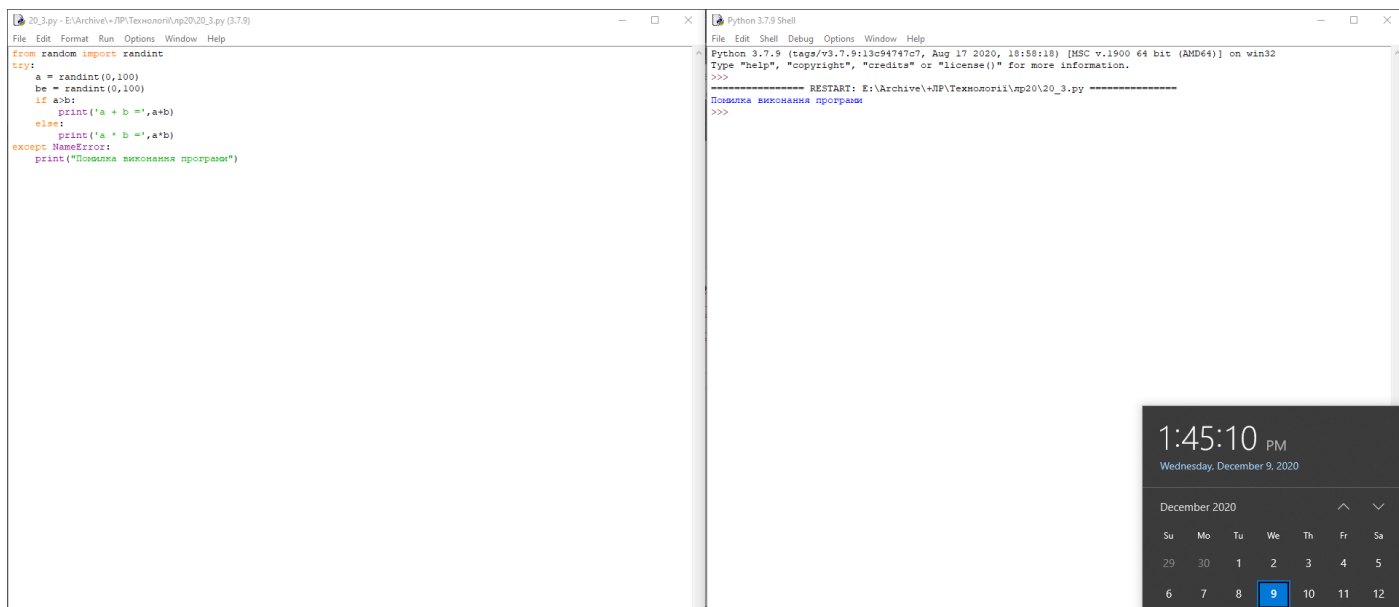 20_3.py - E:\Archive\+ЛР\Технології\лр20\20_3.py (3.7.9)
File Edit Format Run Options Window Help
from random import randint
try:
    a = randint(0,100)
    be = randint(0,100)
    if a>b:
        print('a + b =',a+b)
    else:
        print('a * b =',a*b)
except NameError:
    print("Помилка виконання програми")
Python 3.7.9 Shell
File Edit Shell Debug Options Window Help
Python 3.7.9 (tags/v3.7.9:13c94747c7, Aug 17 2020, 18:58:18) [MSC v.1900 64 bit (AMD64)] on win32
Type "help", "copyright", "credits" or "license()" for more information.
>>>
================ RESTART: E:\Archive\+ЛР\Технології\лр20\20_3.py ===============
Помилка виконання програми
>>>
1:45:10 PM
Wednesday, December 9, 2020
December 2020
Su Mo Tu We Th Fr Sa
29 30 1 2 3 4 5
6 7 8 9 10 11 12